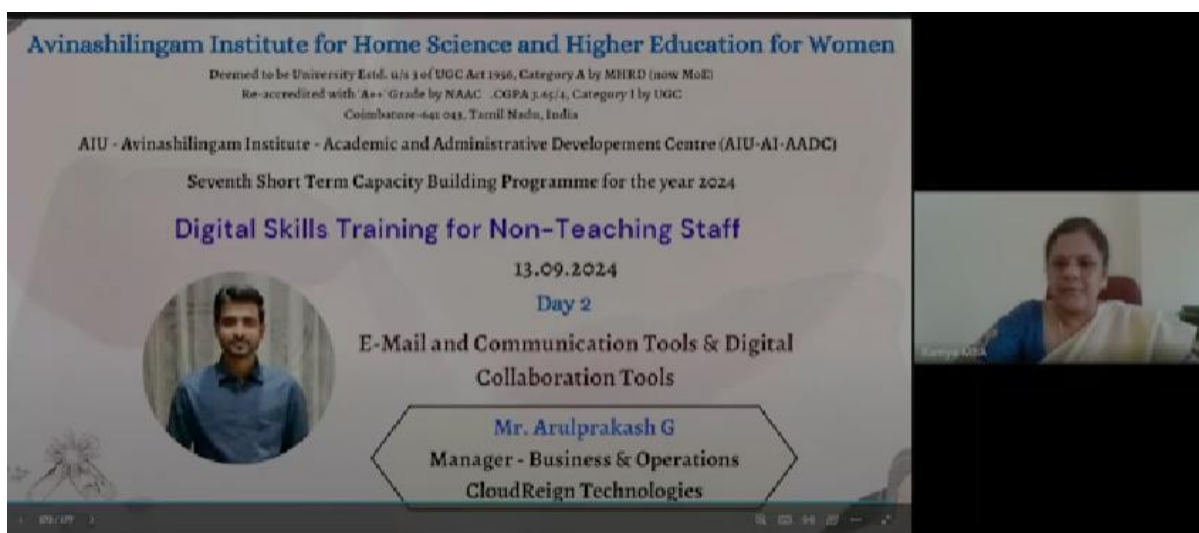 Avinashilingam Institute for Home Science and Higher Education for Women
Deemed to be University Estd. u/s 3 of UGC Act 1956, Category A by MHRD (now MoE)
Re-accredited with 'A++' Grade by NAAC .CGPA 3.65/4, Category I by UGC
Coimbatore-641 043, Tamil Nadu, India
AIU - Avinashilingam Institute - Academic and Administrative Developement Centre (AIU-AI-AADC)
Seventh Short Term Capacity Building Programme for the year 2024
Digital Skills Training for Non-Teaching Staff
13.09.2024
Day 2
E-Mail and Communication Tools & Digital
Collaboration Tools
Mr. Arulprakash G
Manager - Business & Operations
CloudReign Technologies